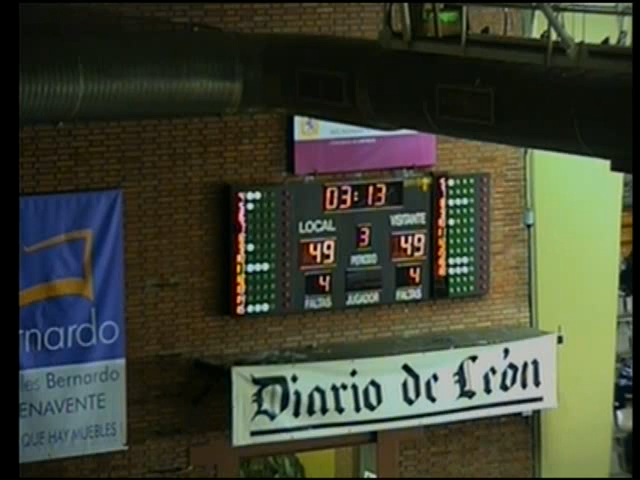 03:13
LOCAL
VISITANTE
49
3
49
PERIODO
4
4
FALTAS
JUGADOR
FALTAS
Diario de León
rnardo
les Bernardo
ENAVENTE
QUE HAY MUEBLES